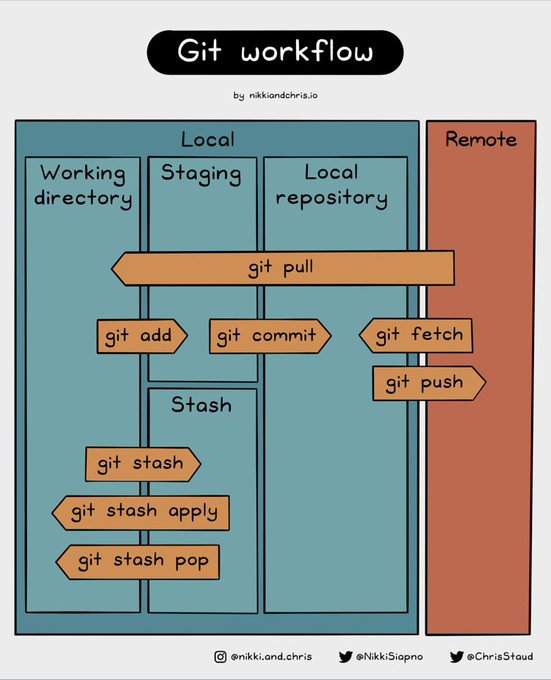 Git workflow
by nikkiandchris.io
Local
Remote
Working
directory
Staging
Local
repository
git pull
git add
git commit
git fetch
git push
Stash
git stash
git stash apply
git stash pop
@nikki.and.chris
@NikkiSiapno
@ChrisStaud